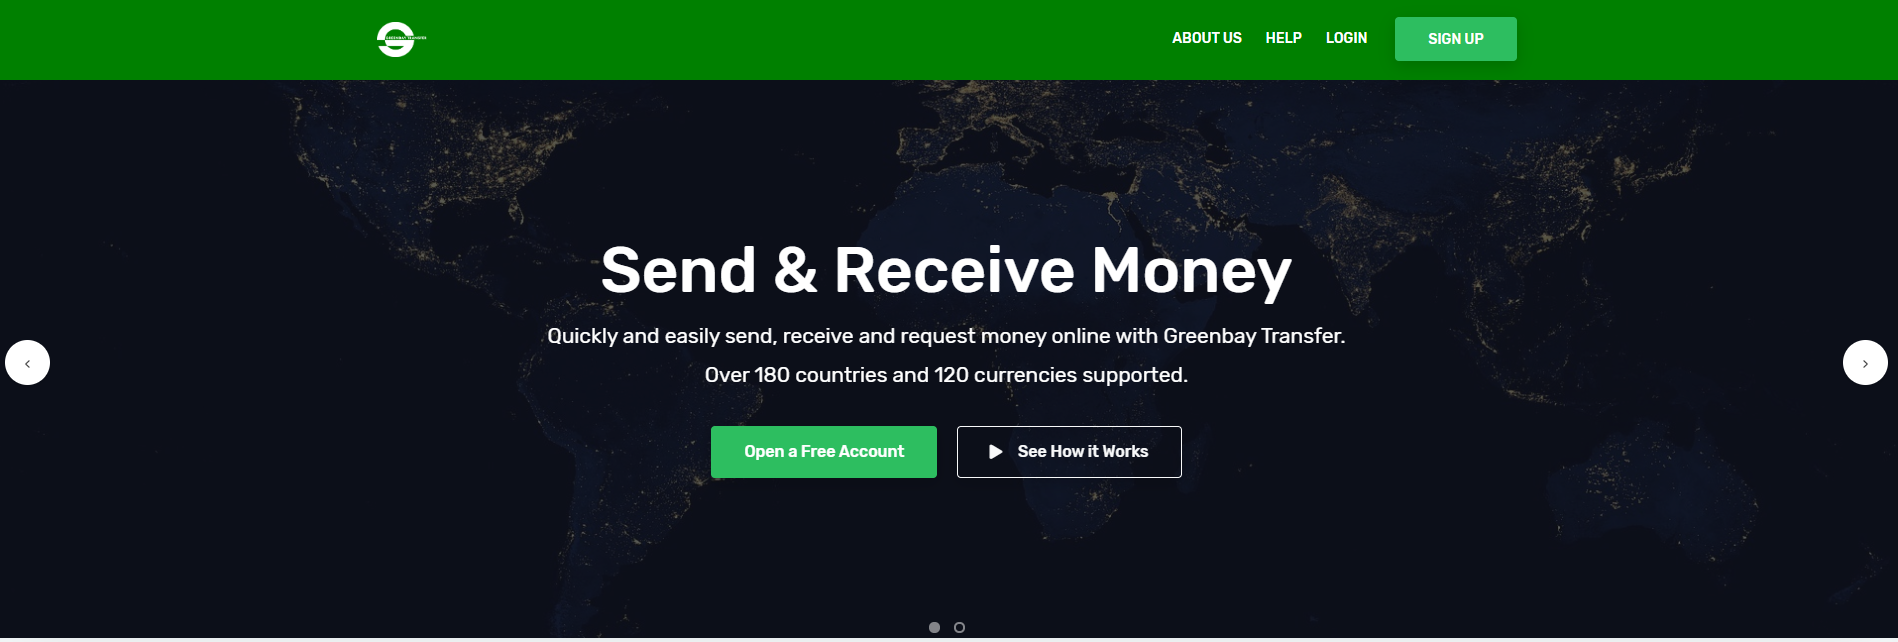 GREENBAY TRANSFER
ABOUT US
HELP
LOGIN
SIGN UP
Send & Receive Money
Quickly and easily send, receive and request money online with Greenbay Transfer.
Over 180 countries and 120 currencies supported.
Open a Free Account
See How it Works